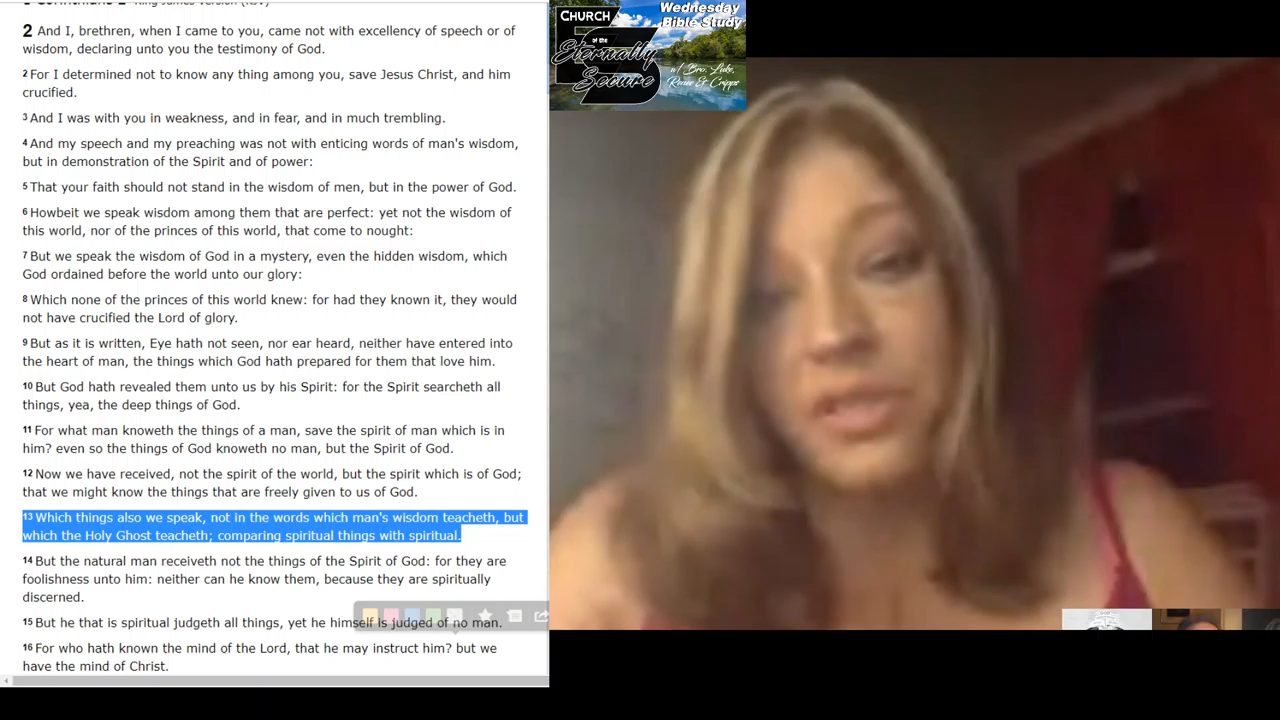 1 Corinthians 2 King James Version (KJV)
2 And I, brethren, when I came to you, came not with excellency of speech or of
wisdom, declaring unto you the testimony of God.
2 For I determined not to know any thing among you, save Jesus Christ, and him
crucified.
3 And I was with you in weakness, and in fear, and in much trembling.
4 And my speech and my preaching was not with enticing words of man's wisdom,
but in demonstration of the Spirit and of power:
5 That your faith should not stand in the wisdom of men, but in the power of God.
6 Howbeit we speak wisdom among them that are perfect: yet not the wisdom of
this world, nor of the princes of this world, that come to nought:
7 But we speak the wisdom of God in a mystery, even the hidden wisdom, which
God ordained before the world unto our glory:
8 Which none of the princes of this world knew: for had they known it, they would
not have crucified the Lord of glory.
9 But as it is written, Eye hath not seen, nor ear heard, neither have entered into
the heart of man, the things which God hath prepared for them that love him.
10 But God hath revealed them unto us by his Spirit: for the Spirit searcheth all
things, yea, the deep things of God.
11 For what man knoweth the things of a man, save the spirit of man which is in
him? even so the things of God knoweth no man, but the Spirit of God.
12 Now we have received, not the spirit of the world, but the spirit which is of God;
that we might know the things that are freely given to us of God.
13 Which things also we speak, not in the words which man's wisdom teacheth, but
which the Holy Ghost teacheth; comparing spiritual things with spiritual.
14 But the natural man receiveth not the things of the Spirit of God: for they are
foolishness unto him: neither can he know them, because they are spiritually
discerned.
15 But he that is spiritual judgeth all things, yet he himself is judged of no man.
16 For who hath known the mind of the Lord, that he may instruct him? but we
have the mind of Christ.
CHURCH
of the
Eternally
Secure
Wednesday
Bible Study
w/ Bro. Luke,
Renee & Cripps